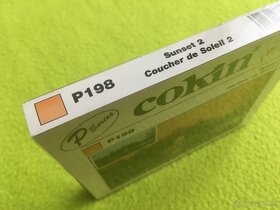 P198
Sunset 2
Coucher de Soleil 2
cokin
P Series
P198